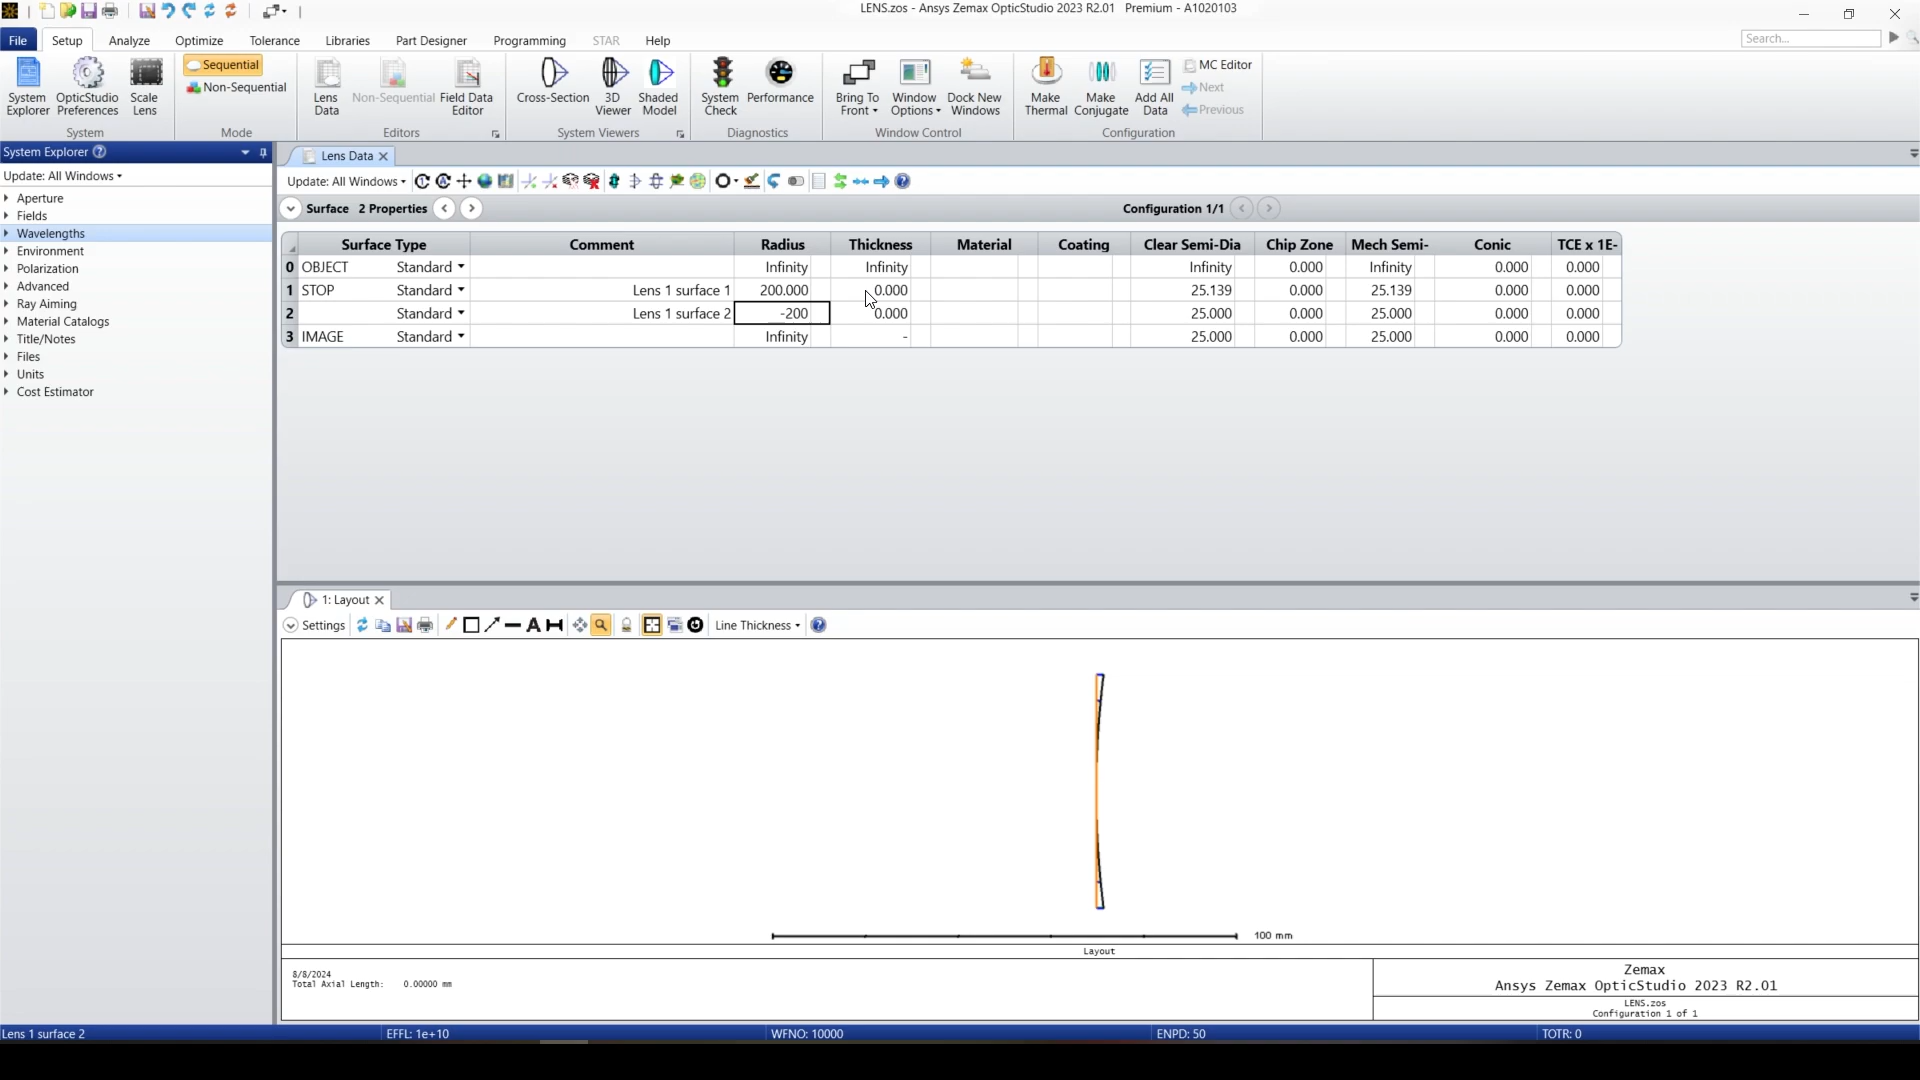 LENS.zos - Ansys Zemax OpticStudio 2023 R2.01   Premium - A1020103
File Setup Analyze Optimize Tolerance Libraries Part Designer Programming STAR Help Search...
System Explorer OpticStudio Preferences Scale Lens
Sequential
Non-Sequential
Lens Data Non-Sequential Field Data Editor
Cross-Section 3D Viewer Shaded Model
System Check Performance
Bring To Front Window Options Dock New Windows
Make Thermal Make Conjugate Add All Data
MC Editor
Next
Previous
System Mode Editors System Viewers Diagnostics Window Control Configuration
System Explorer
Update: All Windows
Aperture
Fields
Wavelengths
Environment
Polarization
Advanced
Ray Aiming
Material Catalogs
Title/Notes
Files
Units
Cost Estimator
Lens Data
Update: All Windows
Surface 2 Properties Configuration 1/1
Surface Type Comment Radius Thickness Material Coating Clear Semi-Dia Chip Zone Mech Semi- Conic TCE x 1E-
0 OBJECT Standard Infinity Infinity Infinity 0.000 Infinity 0.000 0.000
1 STOP Standard Lens 1 surface 1 200.000 0.000 25.139 0.000 25.139 0.000 0.000
2 Standard Lens 1 surface 2 -200 0.000 25.000 0.000 25.000 0.000 0.000
3 IMAGE Standard Infinity - 25.000 0.000 25.000 0.000 0.000
1: Layout
Settings A Line Thickness
100 mm
Layout
8/8/2024
Total Axial Length: 0.00000 mm
Zemax
Ansys Zemax OpticStudio 2023 R2.01
LENS.zos
Configuration 1 of 1
Lens 1 surface 2 EFFL: 1e+10 WFNO: 10000 ENPD: 50 TOTR: 0